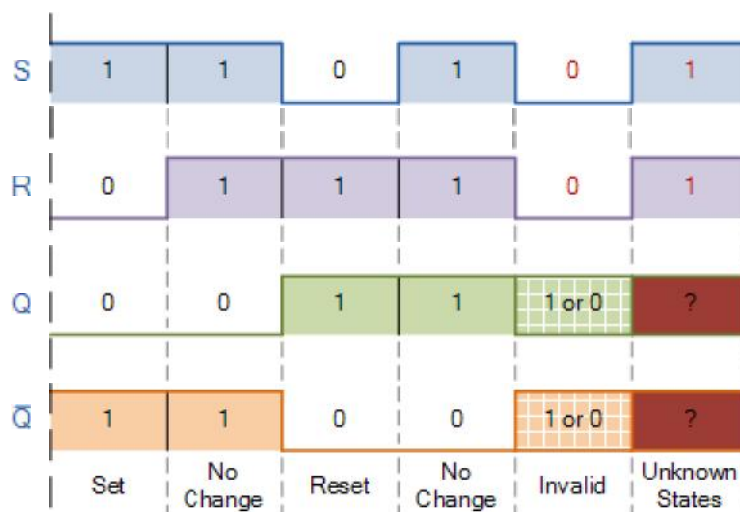 S 1 1 0 1 0 1
R 0 1 1 1 0 1
Q 0 0 1 1 1 or 0 ?
Q̅ 1 1 0 0 1 or 0 ?
Set No Change Reset No Change Invalid Unknown States